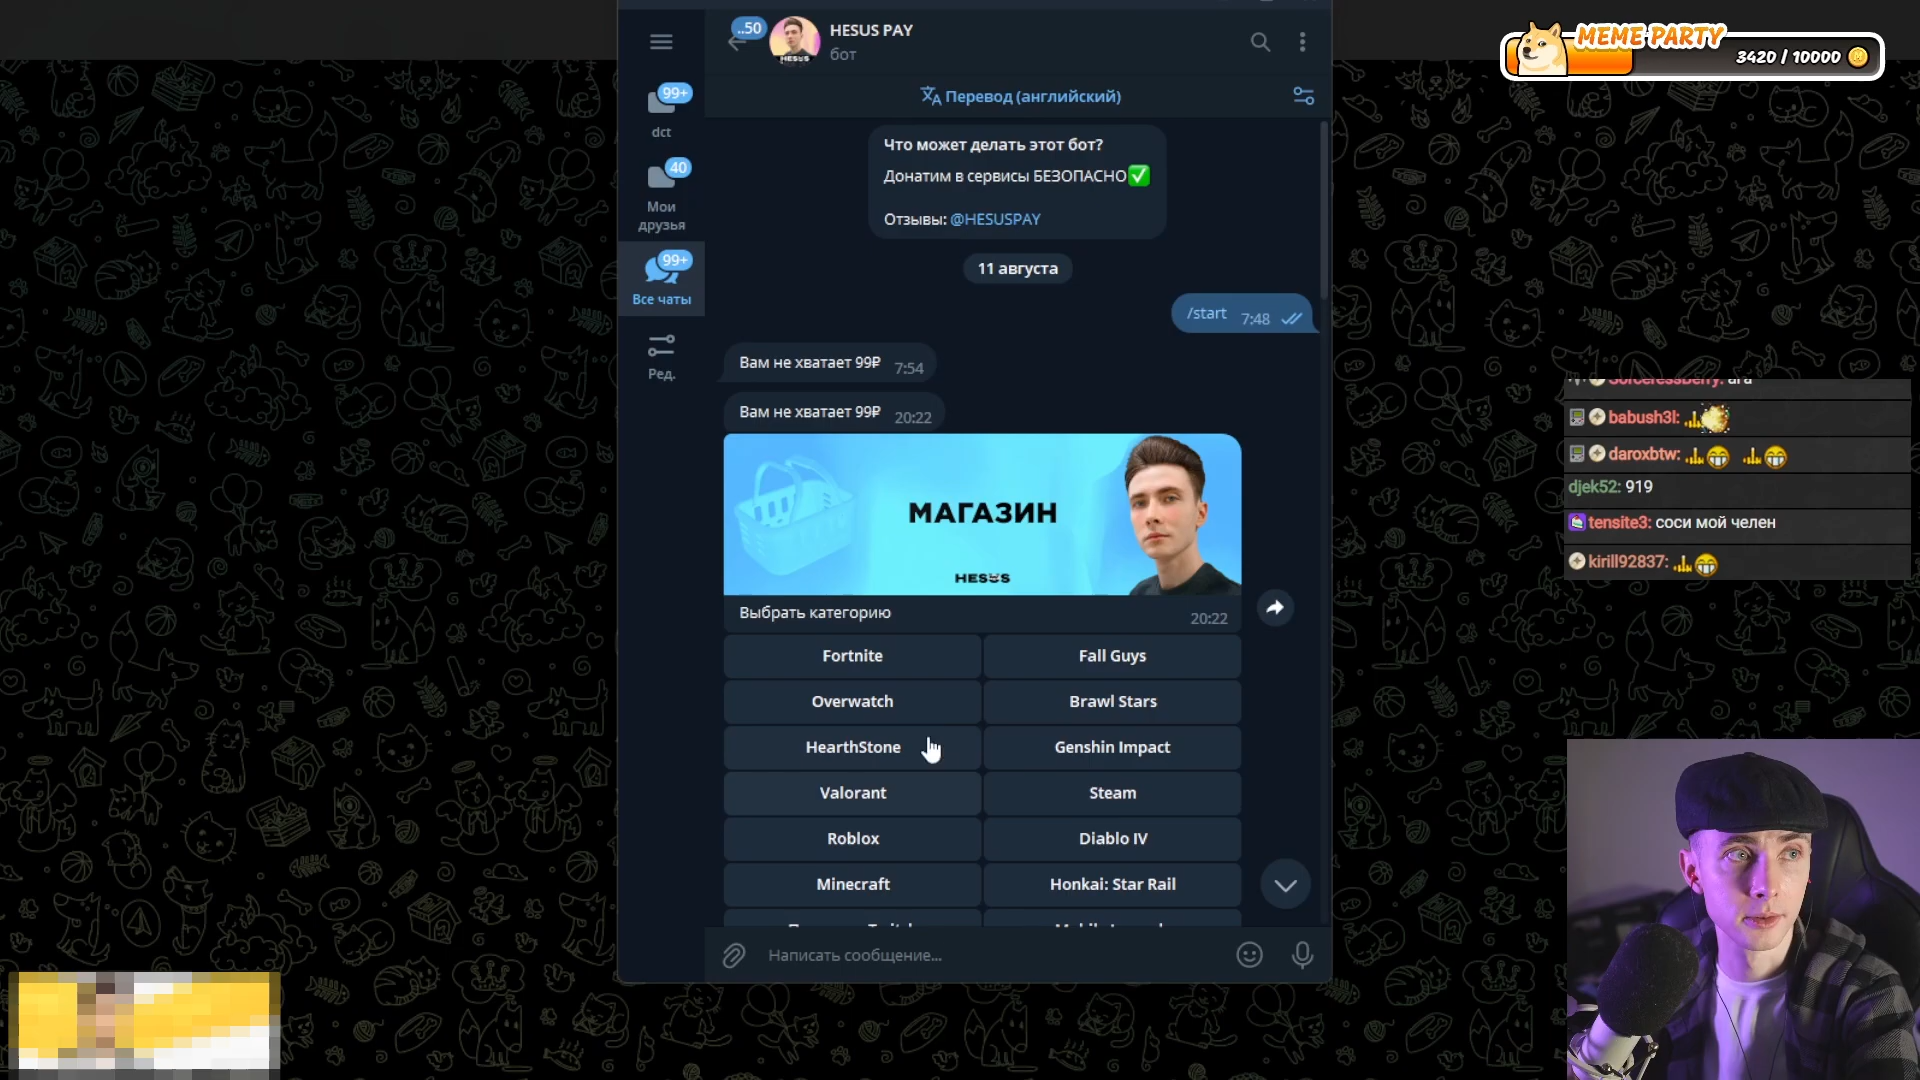 ..50
HESUS PAY
бот
HESUS
MEME PARTY
3420 / 10000
99+
dct
40
Мои
друзья
99+
Все чаты
Ред.
Перевод (английский)
Что может делать этот бот?
Донатим в сервисы БЕЗОПАСНО
Отзывы: @HESUSPAY
11 августа
/start 7:48
Вам не хватает 99₽ 7:54
Вам не хватает 99₽ 20:22
МАГАЗИН
HESUS
Выбрать категорию 20:22
Fortnite
Fall Guys
Overwatch
Brawl Stars
HearthStone
Genshin Impact
Valorant
Steam
Roblox
Diablo IV
Minecraft
Honkai: Star Rail
Написать сообщение...
SorceressBerry: ага
babush3l:
daroxbtw:
djek52: 919
tensite3: соси мой челен
kirill92837: